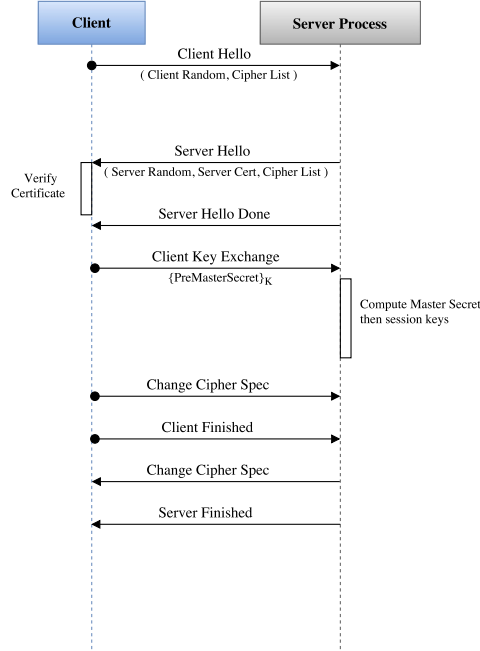 Client
Server Process
Client Hello
( Client Random, Cipher List )
Server Hello
( Server Random, Server Cert, Cipher List )
Verify
Certificate
Server Hello Done
Client Key Exchange
{PreMasterSecret}K
Compute Master Secret
then session keys
Change Cipher Spec
Client Finished
Change Cipher Spec
Server Finished